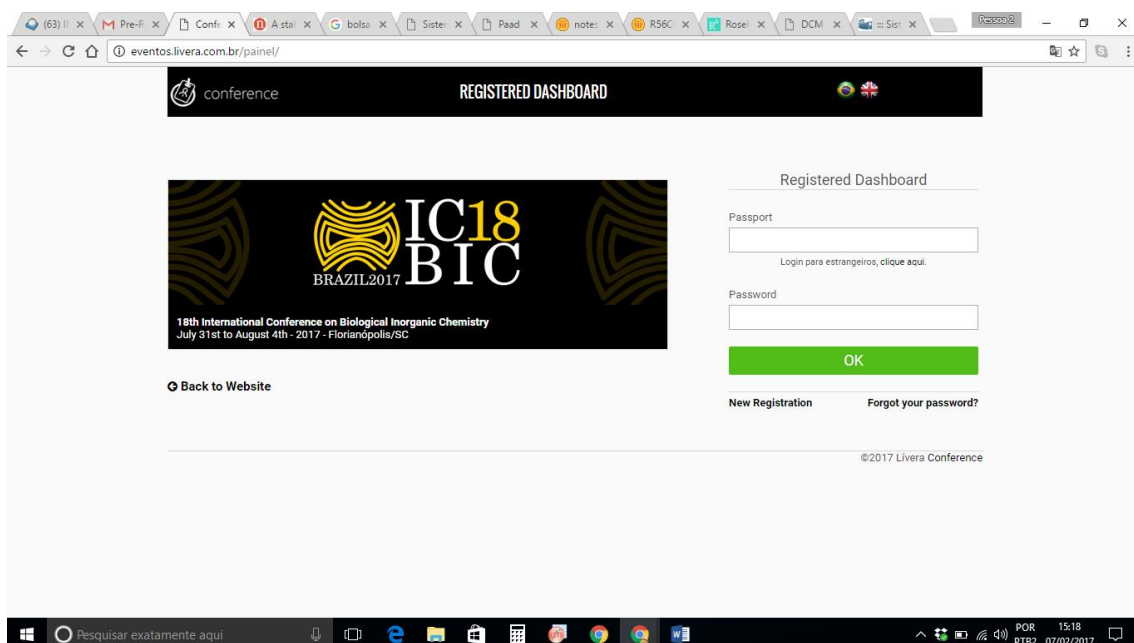 (63) II
Pre-R
Confe
A stal
G bolsa
Sister
Paad
notes
R56C
Rosel
DCM
::: Sist
Pessoa 2
eventos.livera.com.br/painel/
conference
REGISTERED DASHBOARD
Registered Dashboard
IC18
BIC
BRAZIL2017
18th International Conference on Biological Inorganic Chemistry
July 31st to August 4th - 2017 - Florianópolis/SC
Back to Website
Passport
Login para estrangeiros, clique aqui.
Password
OK
New Registration Forgot your password?
©2017 Lívera Conference
Pesquisar exatamente aqui
POR 15:18
PTB2 07/02/2017